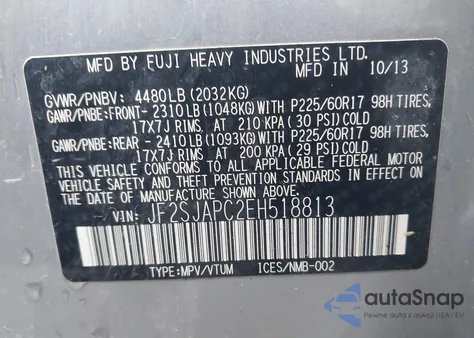 MFD BY FUJI HEAVY INDUSTRIES LTD.
GVWR/PNBV: 4480LB (2032KG) IN 10/13
GAWR/PNBE: FRONT- 2310LB (1048KG) WITH P225/60R17 98H TIRES,
17X7J RIMS. AT 210 KPA (30 PSI) COLD
GAWR/PNBE: REAR - 2410LB (1093KG) WITH P225/60R17 98H TIRES,
17X7J RIMS. AT 200 KPA (29 PSI) COLD
THIS VEHICLE CONFORMS TO ALL APPLICABLE FEDERAL MOTOR
VEHICLE SAFETY AND BUMPER STANDARDS IN EFFECT ON
THE DATE OF MANUFACTURE SHOWN ABOVE.
VIN: JF2SJAPC2EH518813
TYPE:MPV/VTUM ICES/NMB-002
autoSnap
Pewne auta z USA i